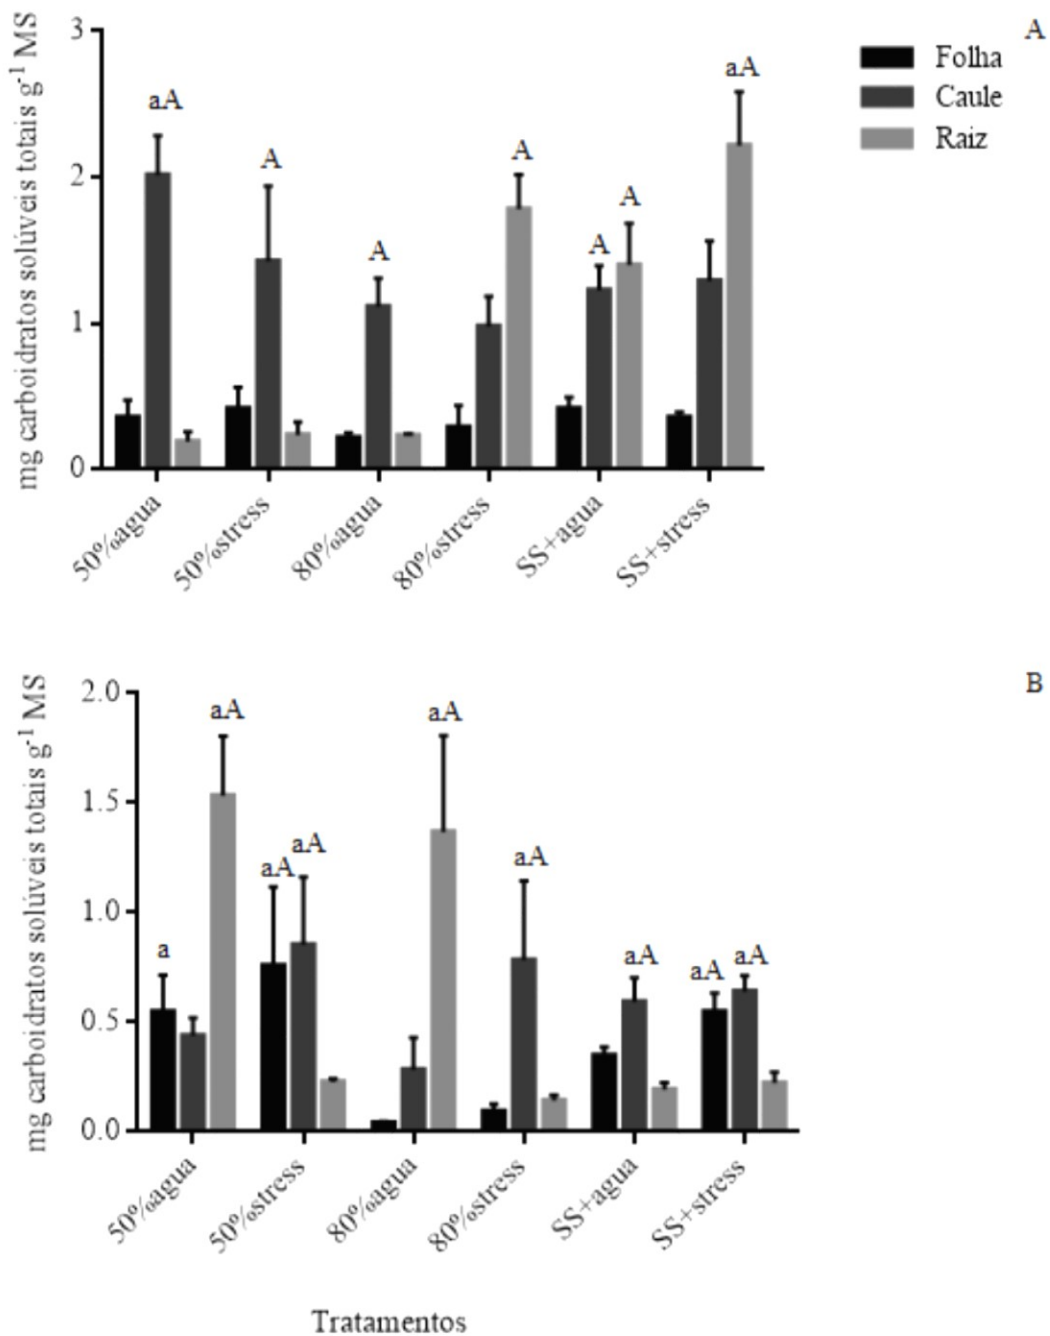 A
mg carboidratos solúveis totais g-1 MS
3
2
1
0
Folha
Caule
Raiz
aA
A
A
A
A
A
aA
50%agua
50%stress
80%agua
80%stress
SS+agua
SS+stress
B
mg carboidratos solúveis totais g-1 MS
2.0
1.5
1.0
0.5
0.0
a
aA
aA
aA
aA
aA
aA
aA
aA
50%agua
50%stress
80%agua
80%stress
SS+agua
SS+stress
Tratamentos